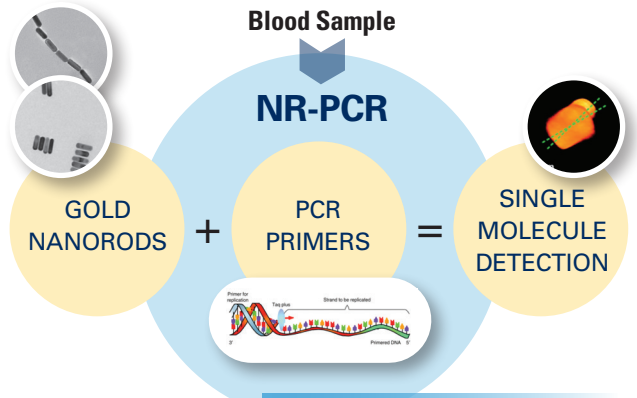 Blood Sample
NR-PCR
GOLD
NANORODS
+
PCR
PRIMERS
=
SINGLE
MOLECULE
DETECTION
Primer for
replication
Taq plus
Strand to be replicated
3'
Primered DNA
5'